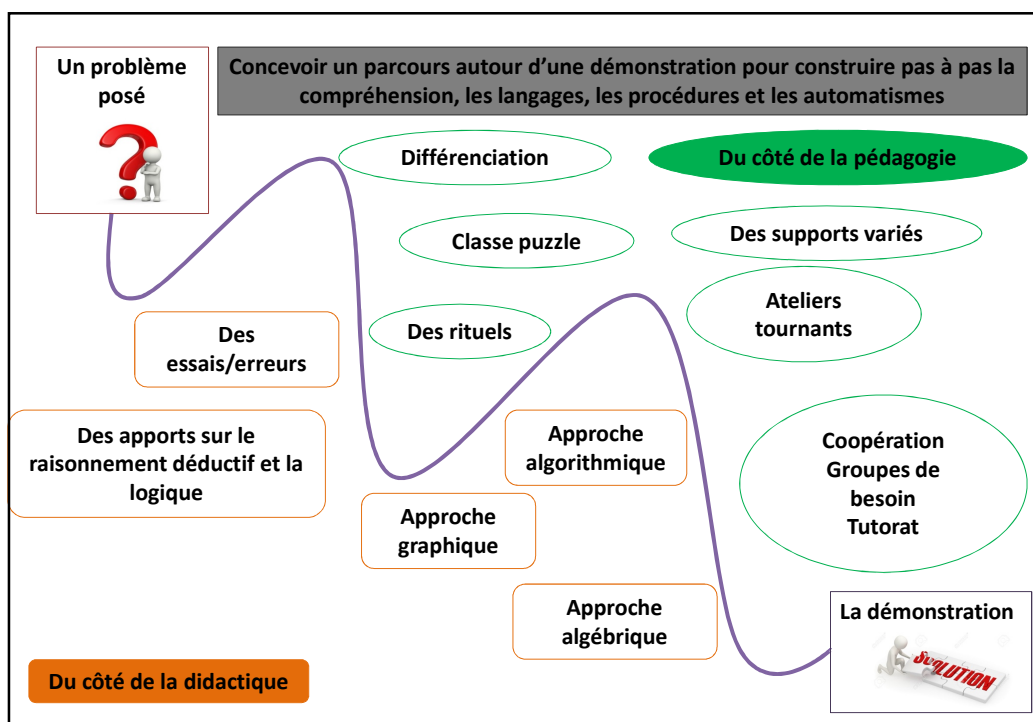 Un problème
posé
Concevoir un parcours autour d’une démonstration pour construire pas à pas la
compréhension, les langages, les procédures et les automatismes
Différenciation
Du côté de la pédagogie
Classe puzzle
Des supports variés
Des rituels
Ateliers
tournants
Des
essais/erreurs
Des apports sur le
raisonnement déductif et la
logique
Approche
algorithmique
Approche
graphique
Coopération
Groupes de
besoin
Tutorat
Approche
algébrique
La démonstration
SOLUTION
Du côté de la didactique